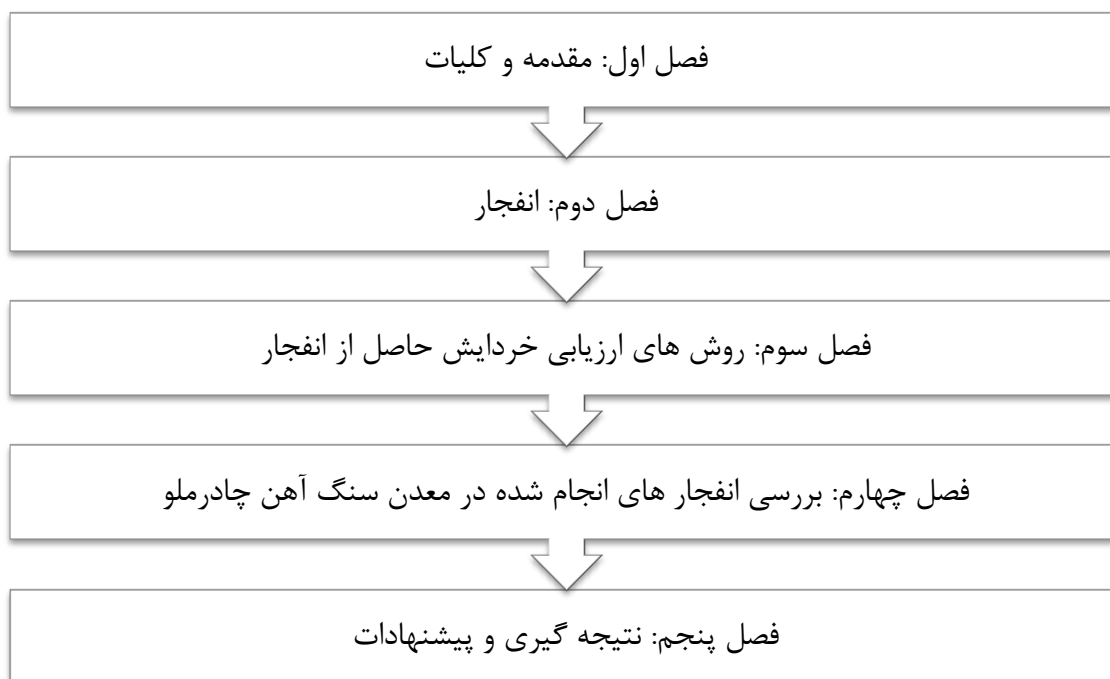 فصل اول: مقدمه و کلیات
فصل دوم: انفجار
فصل سوم: روش های ارزیابی خردایش حاصل از انفجار
فصل چهارم: بررسی انفجار های انجام شده در معدن سنگ آهن چادرملو
فصل پنجم: نتیجه گیری و پیشنهادات